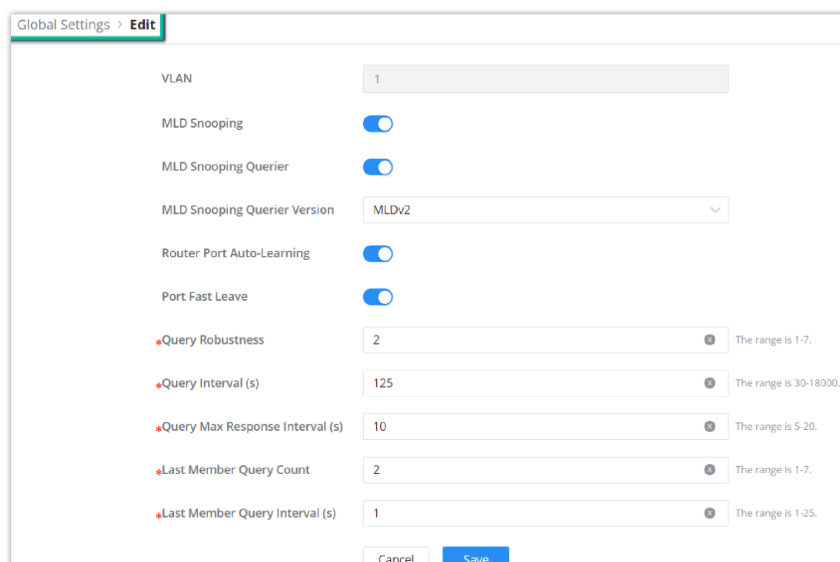 Global Settings > Edit
VLAN 1
MLD Snooping
MLD Snooping Querier
MLD Snooping Querier Version MLDv2
Router Port Auto-Learning
Port Fast Leave
*Query Robustness 2 The range is 1-7.
*Query Interval (s) 125 The range is 30-18000.
*Query Max Response Interval (s) 10 The range is 5-20.
*Last Member Query Count 2 The range is 1-7.
*Last Member Query Interval (s) 1 The range is 1-25.
Cancel Save